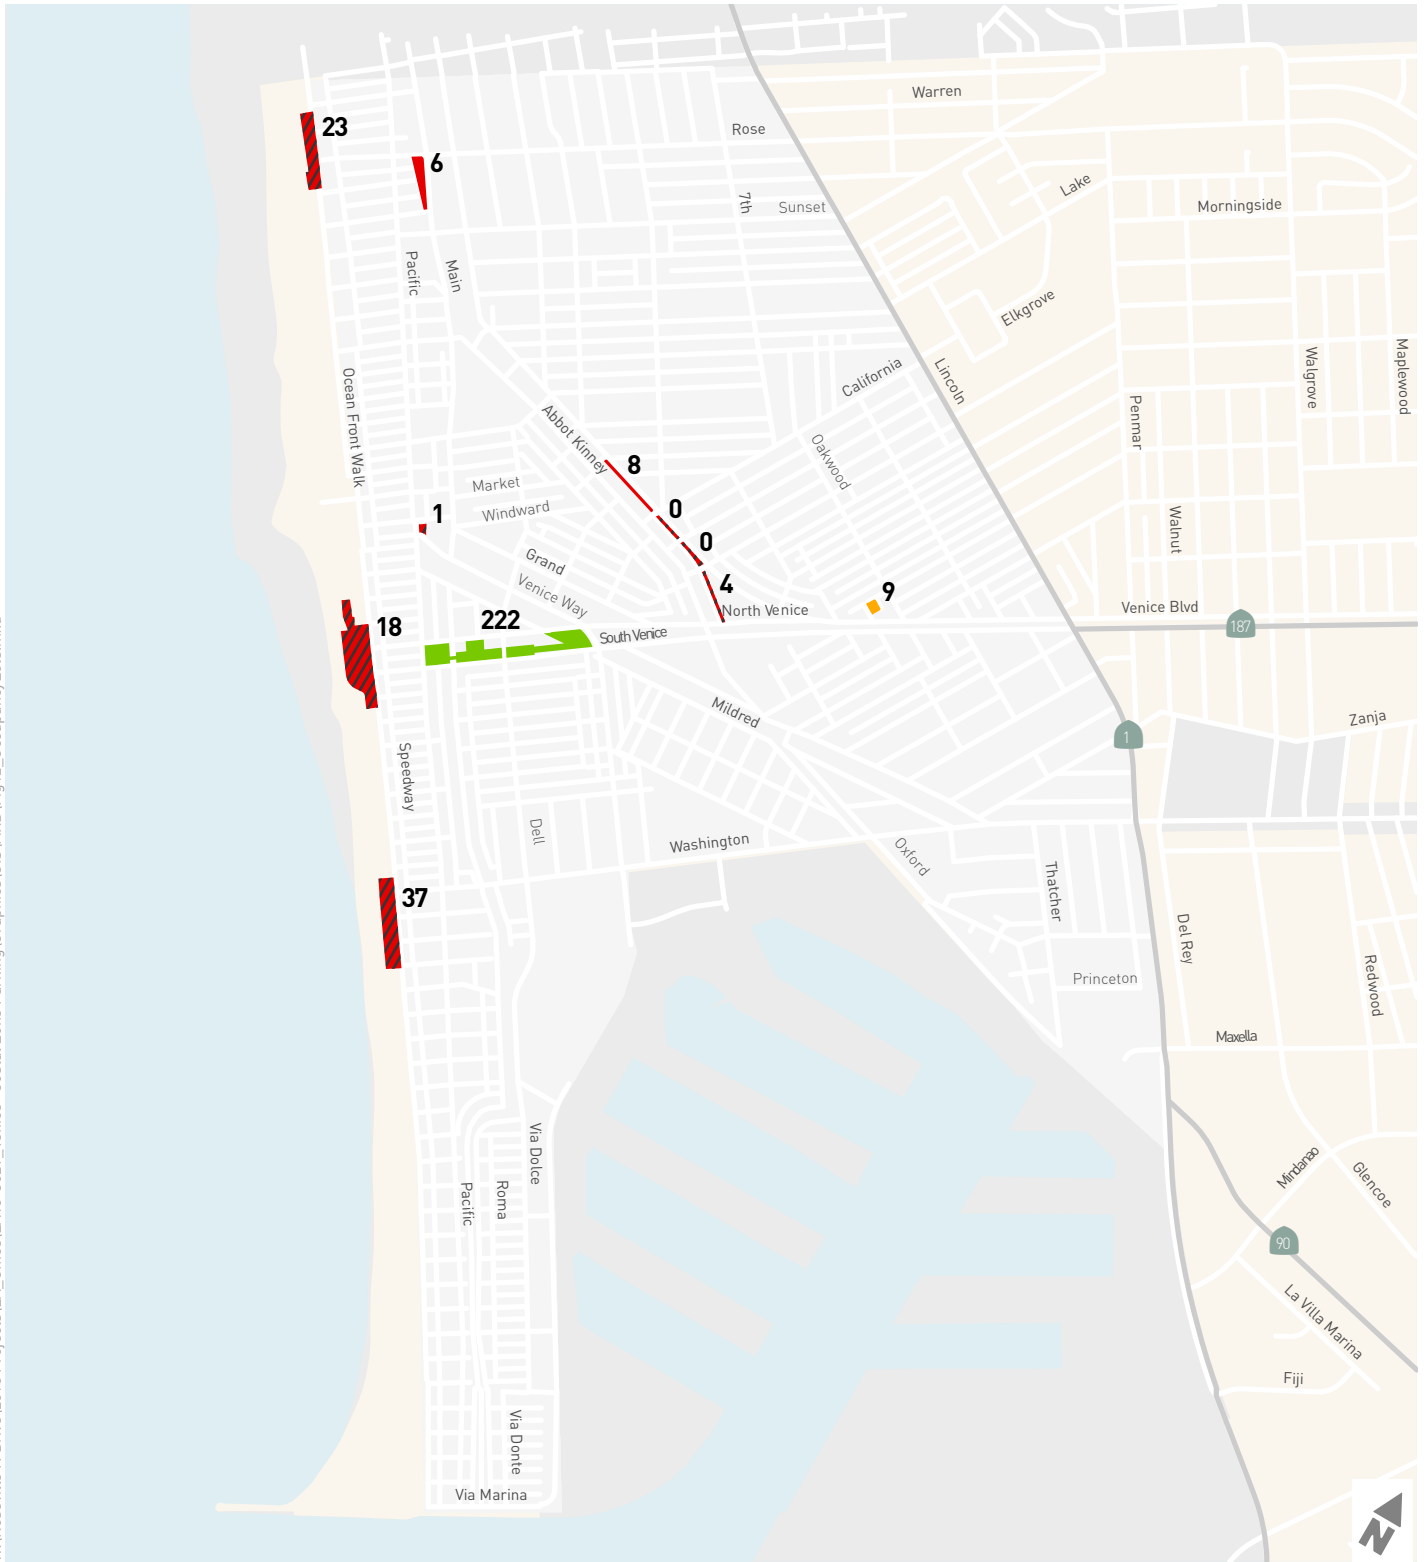 Warren
23
Rose
6
Lake
7th
Sunset
Morningside
Pacific
Main
Elkgrove
Ocean Front Walk
California
Lincoln
Walgrove
Maplewood
Penmar
Abbot Kinney
Oakwood
8
Market
1
Windward
0
Walnut
0
Grand
Venice Way
4
9
North Venice
Venice Blvd
187
222
18
South Venice
Mildred
Zanja
1
Speedway
Dell
Washington
Oxford
Thatcher
37
Del Rey
Redwood
Princeton
Maxella
Via Dolce
Mindanao
Glencoe
Pacific
Roma
90
La Villa Marina
Fiji
Via Donte
Via Marina
N